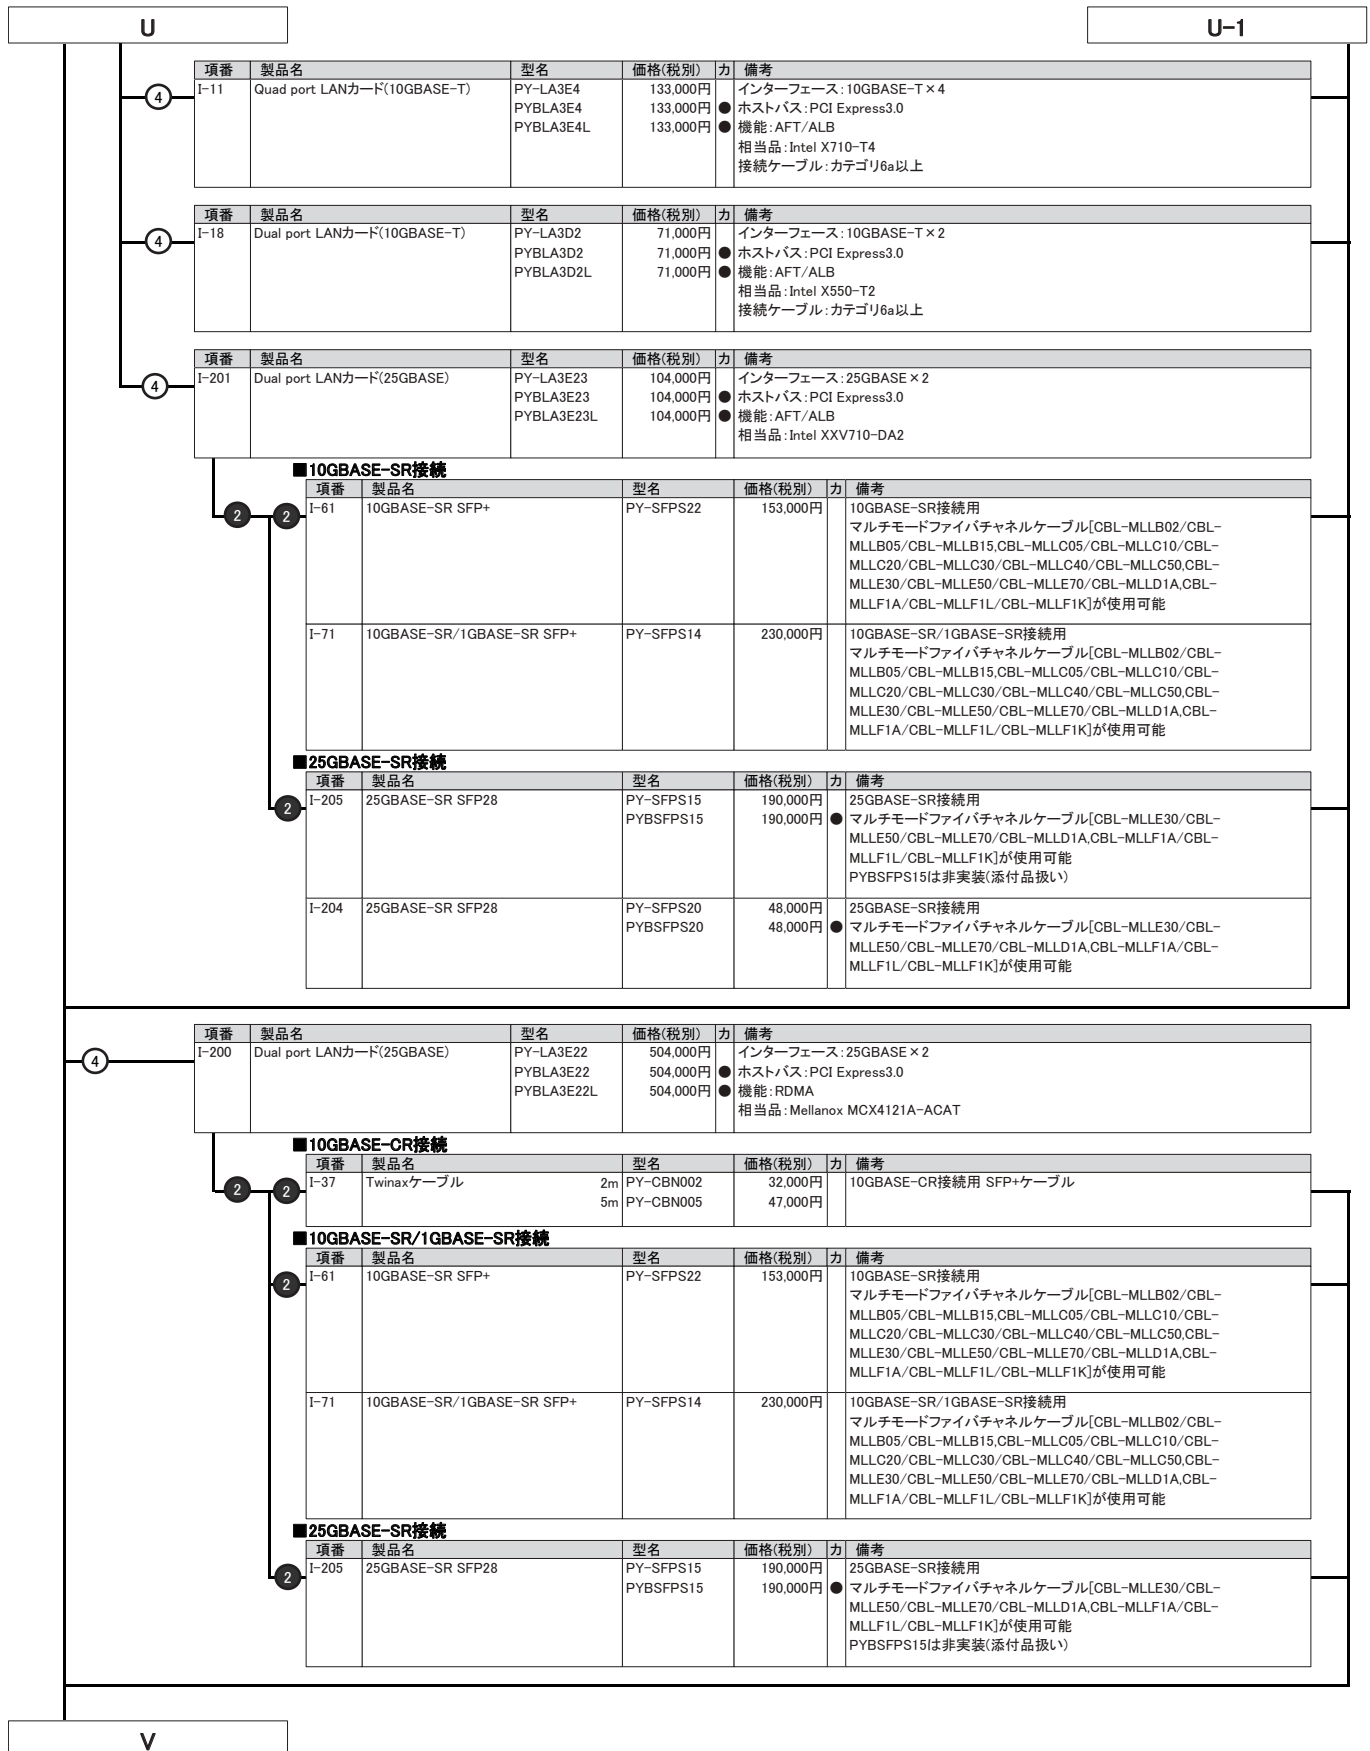 U
U-1
項番 製品名 型名 価格(税別) カ 備考
I-11 Quad port LANカード(10GBASE-T) PY-LA3E4 133,000円 インターフェース:10GBASE-T×4
PYBLA3E4 133,000円 ● ホストバス:PCI Express3.0
PYBLA3E4L 133,000円 ● 機能:AFT/ALB
相当品:Intel X710-T4
接続ケーブル:カテゴリ6a以上
4
項番 製品名 型名 価格(税別) カ 備考
I-18 Dual port LANカード(10GBASE-T) PY-LA3D2 71,000円 インターフェース:10GBASE-T×2
PYBLA3D2 71,000円 ● ホストバス:PCI Express3.0
PYBLA3D2L 71,000円 ● 機能:AFT/ALB
相当品:Intel X550-T2
接続ケーブル:カテゴリ6a以上
4
項番 製品名 型名 価格(税別) カ 備考
I-201 Dual port LANカード(25GBASE) PY-LA3E23 104,000円 インターフェース:25GBASE×2
PYBLA3E23 104,000円 ● ホストバス:PCI Express3.0
PYBLA3E23L 104,000円 ● 機能:AFT/ALB
相当品:Intel XXV710-DA2
4
■10GBASE-SR接続
項番 製品名 型名 価格(税別) カ 備考
2 2 I-61 10GBASE-SR SFP+ PY-SFPS22 153,000円 10GBASE-SR接続用
マルチモードファイバチャネルケーブル[CBL-MLLB02/CBL-
MLLB05/CBL-MLLB15,CBL-MLLC05/CBL-MLLC10/CBL-
MLLC20/CBL-MLLC30/CBL-MLLC40/CBL-MLLC50,CBL-
MLLE30/CBL-MLLE50/CBL-MLLE70/CBL-MLLD1A,CBL-
MLLF1A/CBL-MLLF1L/CBL-MLLF1K]が使用可能
I-71 10GBASE-SR/1GBASE-SR SFP+ PY-SFPS14 230,000円 10GBASE-SR/1GBASE-SR接続用
マルチモードファイバチャネルケーブル[CBL-MLLB02/CBL-
MLLB05/CBL-MLLB15,CBL-MLLC05/CBL-MLLC10/CBL-
MLLC20/CBL-MLLC30/CBL-MLLC40/CBL-MLLC50,CBL-
MLLE30/CBL-MLLE50/CBL-MLLE70/CBL-MLLD1A,CBL-
MLLF1A/CBL-MLLF1L/CBL-MLLF1K]が使用可能
■25GBASE-SR接続
項番 製品名 型名 価格(税別) カ 備考
2 I-205 25GBASE-SR SFP28 PY-SFPS15 190,000円 25GBASE-SR接続用
PYBSFPS15 190,000円 ● マルチモードファイバチャネルケーブル[CBL-MLLE30/CBL-
MLLE50/CBL-MLLE70/CBL-MLLD1A,CBL-MLLF1A/CBL-
MLLF1L/CBL-MLLF1K]が使用可能
PYBSFPS15は非実装(添付品扱い)
I-204 25GBASE-SR SFP28 PY-SFPS20 48,000円 25GBASE-SR接続用
PYBSFPS20 48,000円 ● マルチモードファイバチャネルケーブル[CBL-MLLE30/CBL-
MLLE50/CBL-MLLE70/CBL-MLLD1A,CBL-MLLF1A/CBL-
MLLF1L/CBL-MLLF1K]が使用可能
項番 製品名 型名 価格(税別) カ 備考
4 I-200 Dual port LANカード(25GBASE) PY-LA3E22 504,000円 インターフェース:25GBASE×2
PYBLA3E22 504,000円 ● ホストバス:PCI Express3.0
PYBLA3E22L 504,000円 ● 機能:RDMA
相当品:Mellanox MCX4121A-ACAT
■10GBASE-CR接続
項番 製品名 型名 価格(税別) カ 備考
2 2 I-37 Twinaxケーブル 2m PY-CBN002 32,000円 10GBASE-CR接続用 SFP+ケーブル
5m PY-CBN005 47,000円
■10GBASE-SR/1GBASE-SR接続
項番 製品名 型名 価格(税別) カ 備考
2 I-61 10GBASE-SR SFP+ PY-SFPS22 153,000円 10GBASE-SR接続用
マルチモードファイバチャネルケーブル[CBL-MLLB02/CBL-
MLLB05/CBL-MLLB15,CBL-MLLC05/CBL-MLLC10/CBL-
MLLC20/CBL-MLLC30/CBL-MLLC40/CBL-MLLC50,CBL-
MLLE30/CBL-MLLE50/CBL-MLLE70/CBL-MLLD1A,CBL-
MLLF1A/CBL-MLLF1L/CBL-MLLF1K]が使用可能
I-71 10GBASE-SR/1GBASE-SR SFP+ PY-SFPS14 230,000円 10GBASE-SR/1GBASE-SR接続用
マルチモードファイバチャネルケーブル[CBL-MLLB02/CBL-
MLLB05/CBL-MLLB15,CBL-MLLC05/CBL-MLLC10/CBL-
MLLC20/CBL-MLLC30/CBL-MLLC40/CBL-MLLC50,CBL-
MLLE30/CBL-MLLE50/CBL-MLLE70/CBL-MLLD1A,CBL-
MLLF1A/CBL-MLLF1L/CBL-MLLF1K]が使用可能
■25GBASE-SR接続
項番 製品名 型名 価格(税別) カ 備考
2 I-205 25GBASE-SR SFP28 PY-SFPS15 190,000円 25GBASE-SR接続用
PYBSFPS15 190,000円 ● マルチモードファイバチャネルケーブル[CBL-MLLE30/CBL-
MLLE50/CBL-MLLE70/CBL-MLLD1A,CBL-MLLF1A/CBL-
MLLF1L/CBL-MLLF1K]が使用可能
PYBSFPS15は非実装(添付品扱い)
V